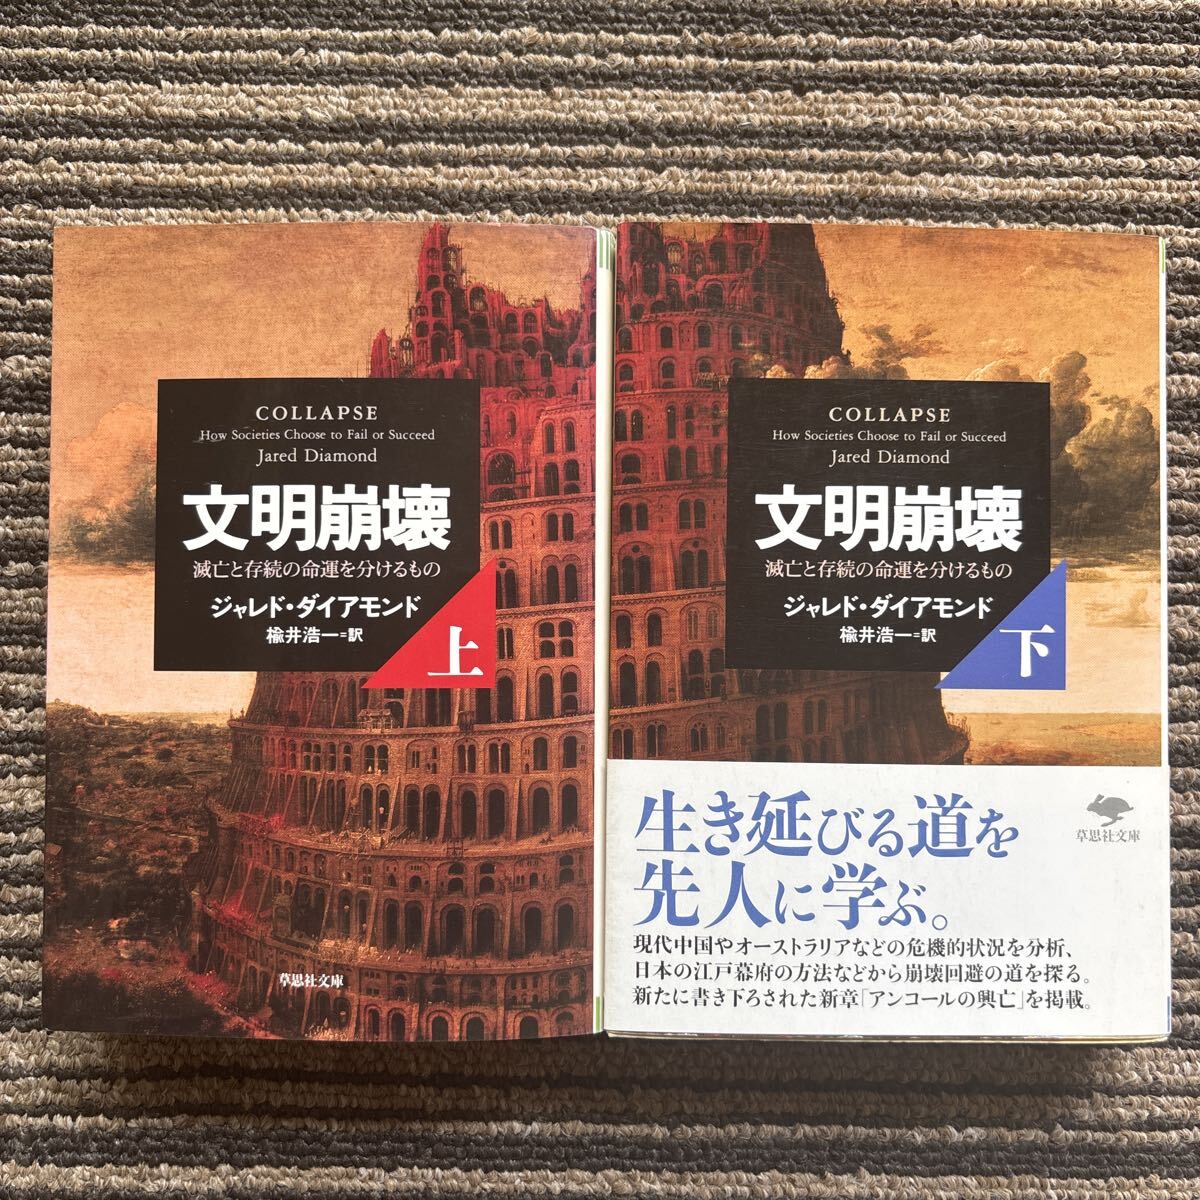 COLLAPSE
How Societies Choose to Fail or Succeed
Jared Diamond
文明崩壊
滅亡と存続の命運を分けるもの
ジャレド・ダイアモンド
楡井浩一=訳
上
草思社文庫
COLLAPSE
How Societies Choose to Fail or Succeed
Jared Diamond
文明崩壊
滅亡と存続の命運を分けるもの
ジャレド・ダイアモンド
楡井浩一=訳
下
生き延びる道を
先人に学ぶ。
草思社文庫
現代中国やオーストラリアなどの危機的状況を分析、
日本の江戸幕府の方法などから崩壊回避の道を探る。
新たに書き下ろされた新章「アンコールの興亡」を掲載。